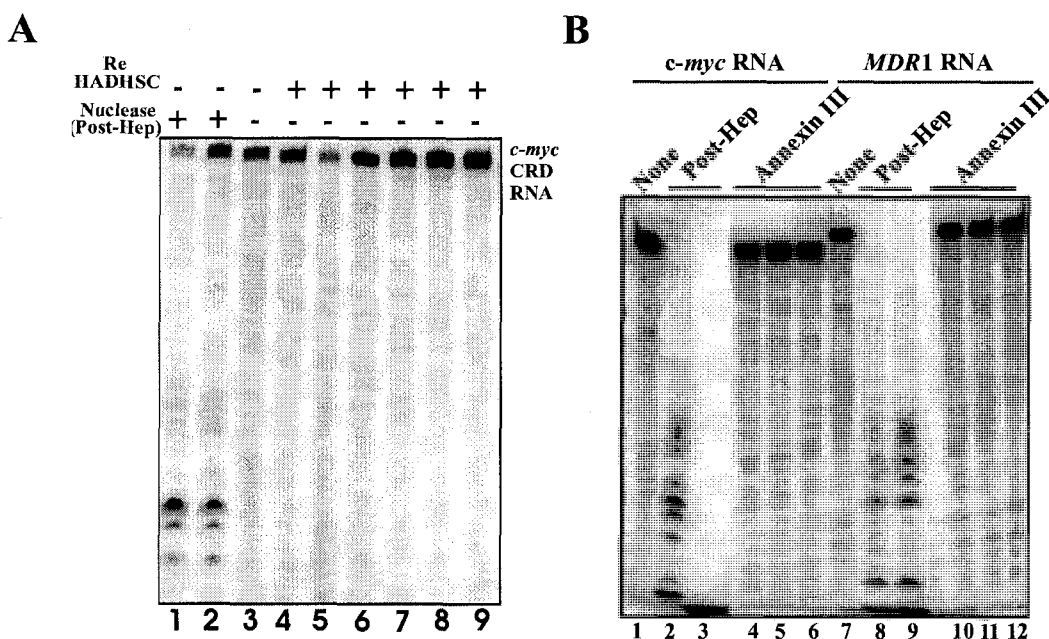 A
Re
HADHSC
- - - + + + + + +
Nuclease
(Post-Hep)
+ + - - - - - - -
c-myc
CRD
RNA
1 2 3 4 5 6 7 8 9
B
c-myc RNA MDR1 RNA
None Post-Hep Annexin III None Post-Hep Annexin III
1 2 3 4 5 6 7 8 9 10 11 12